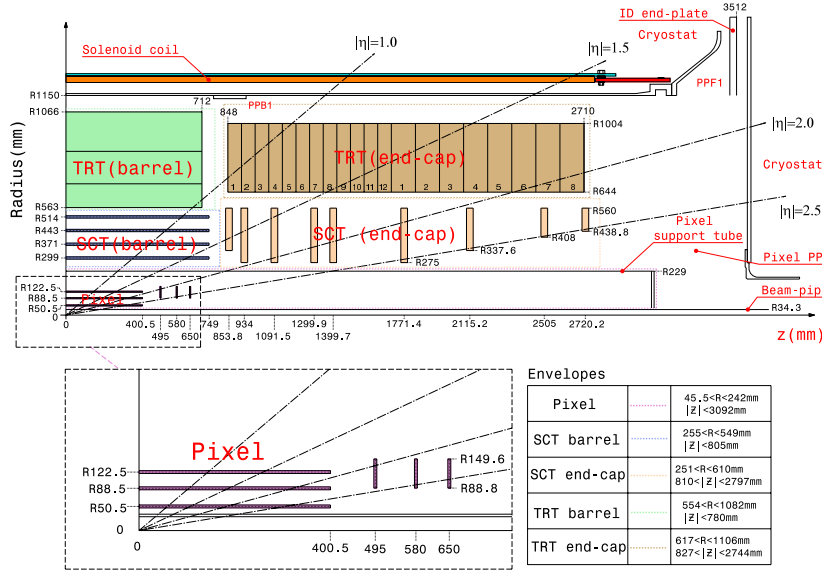 3512
ID end-plate
Cryostat
|η|=1.0
|η|=1.5
Solenoid coil
PPF1
R1150
PPB1
712
R1066
848
2710
R1004
|η|=2.0
TRT(barrel)
TRT(end-cap)
1 2 3 4 5 6 7 8 9 10 11 12 1 2 3 4 5 6 7 8
Cryostat
R644
Radius(mm)
R563
R514
R443
R371
R299
SCT(barrel)
SCT (end-cap)
R560
R438.8
R408
R337.6
R275
|η|=2.5
Pixel
support tube
Pixel PP
R229
R122.5
R88.5
R50.5
Pixel
Beam-pip
R34.3
0
0
400.5
580
749
934
1299.9
1771.4
2115.2
2505
2720.2
z(mm)
495
650
853.8
1091.5
1399.7
Pixel
R122.5
R88.5
R50.5
0
R149.6
R88.8
0
400.5
495
580
650
Envelopes
Pixel
45.5<R<242mm
|Z|<3092mm
SCT barrel
255<R<549mm
|Z|<805mm
SCT end-cap
251<R<610mm
810<|Z|<2797mm
TRT barrel
554<R<1082mm
|Z|<780mm
TRT end-cap
617<R<1106mm
827<|Z|<2744mm